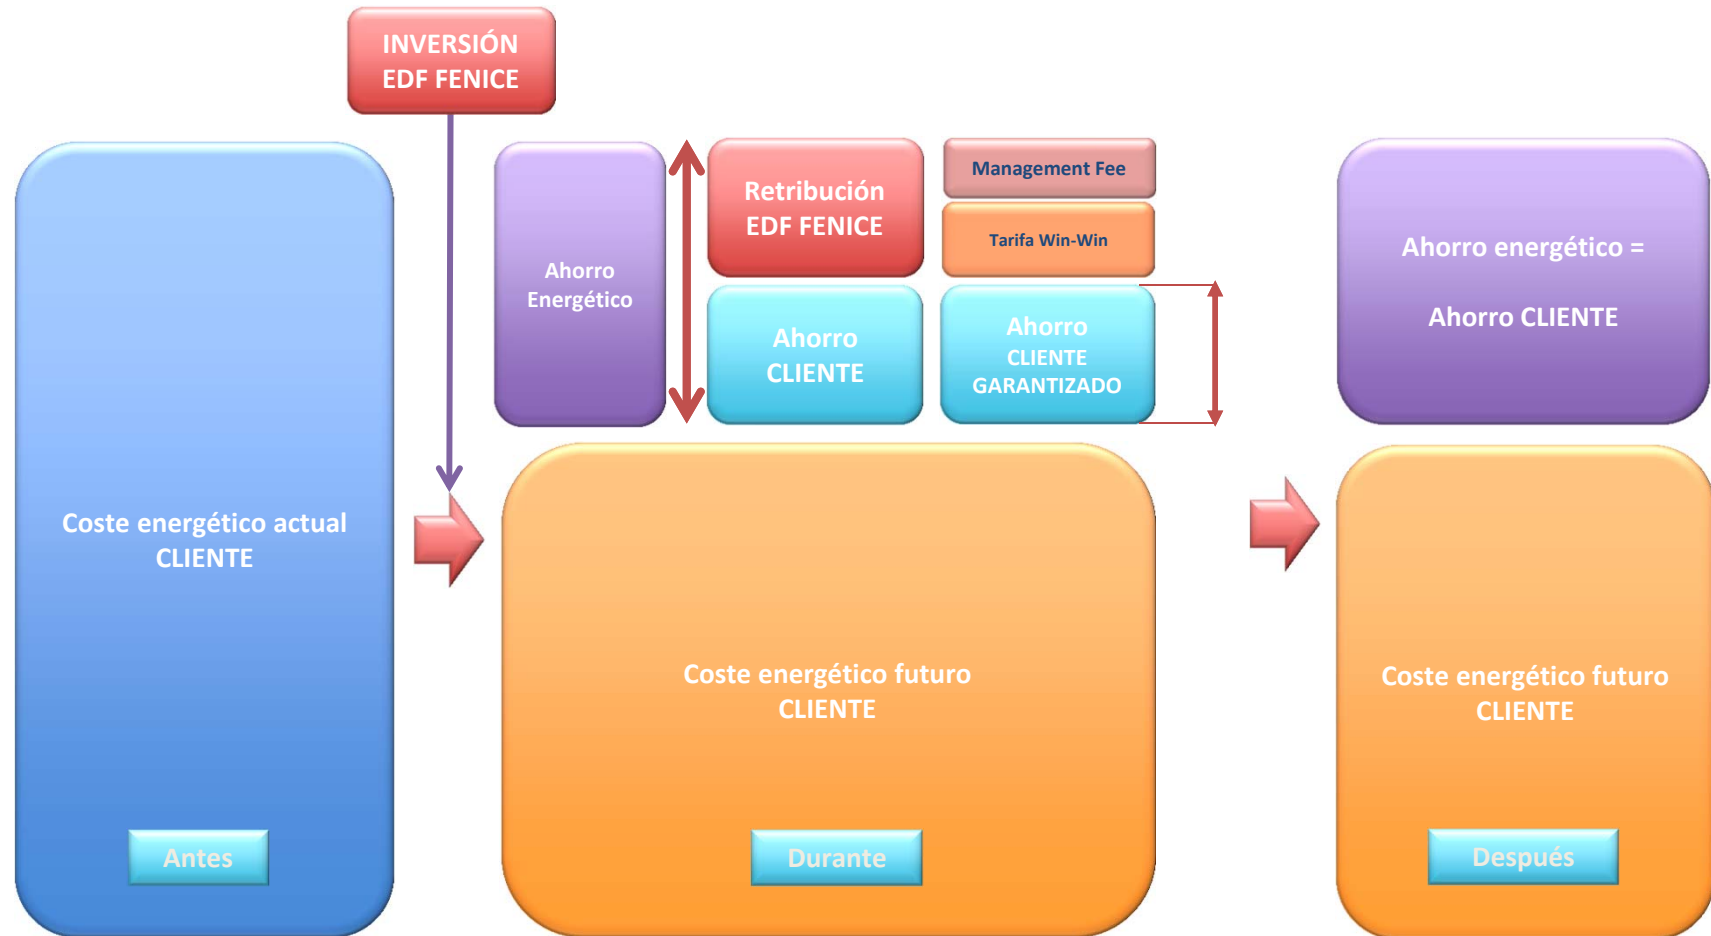 INVERSIÓN
EDF FENICE
Coste energético actual
CLIENTE
Antes
Ahorro
Energético
Retribución
EDF FENICE
Management Fee
Tarifa Win-Win
Ahorro
CLIENTE
Ahorro
CLIENTE
GARANTIZADO
Coste energético futuro
CLIENTE
Durante
Ahorro energético =
Ahorro CLIENTE
Coste energético futuro
CLIENTE
Después